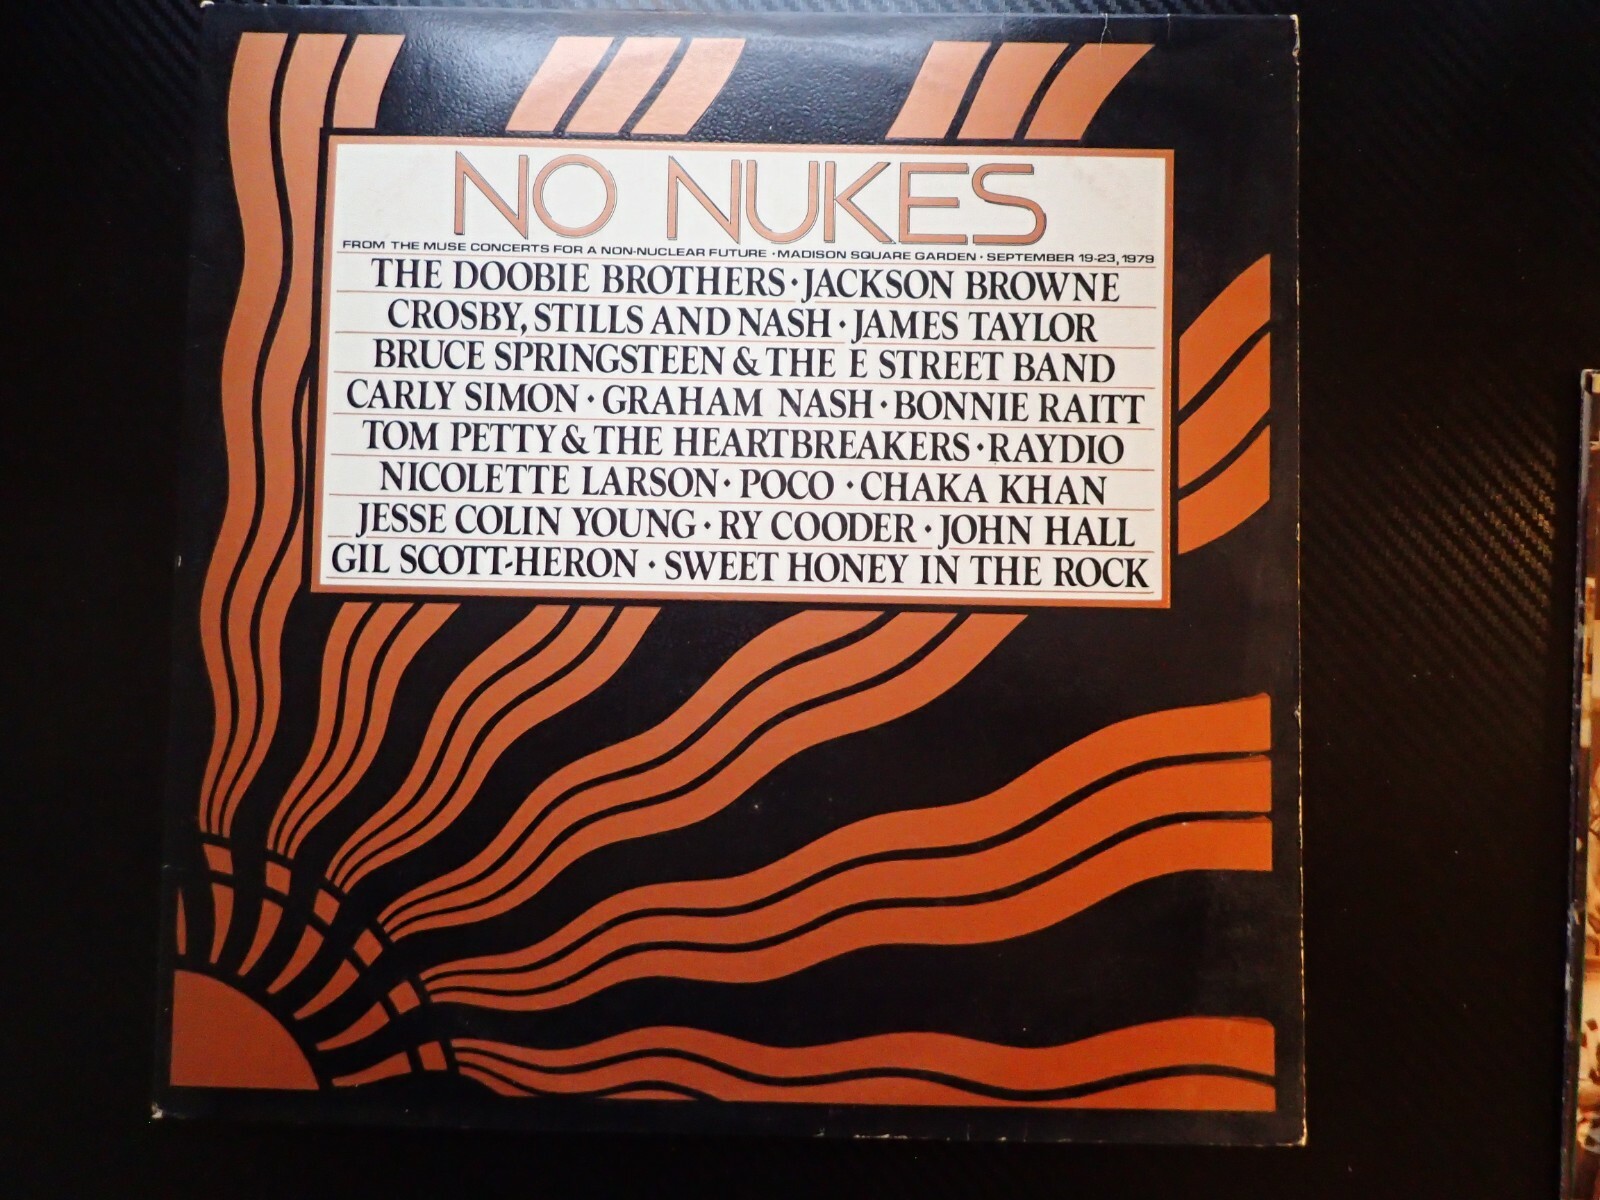 NO NUKES
FROM THE MUSE CONCERTS FOR A NON-NUCLEAR FUTURE · MADISON SQUARE GARDEN · SEPTEMBER 19-23, 1979
THE DOOBIE BROTHERS · JACKSON BROWNE
CROSBY, STILLS AND NASH · JAMES TAYLOR
BRUCE SPRINGSTEEN & THE E STREET BAND
CARLY SIMON · GRAHAM NASH · BONNIE RAITT
TOM PETTY & THE HEARTBREAKERS · RAYDIO
NICOLETTE LARSON · POCO · CHAKA KHAN
JESSE COLIN YOUNG · RY COODER · JOHN HALL
GIL SCOTT-HERON · SWEET HONEY IN THE ROCK